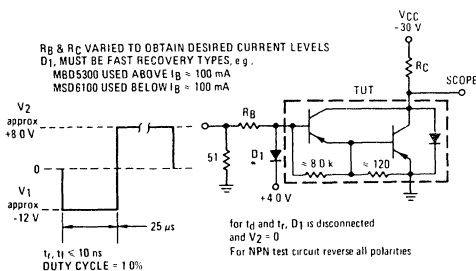 RB & RC VARIED TO OBTAIN DESIRED CURRENT LEVELS
D1, MUST BE FAST RECOVERY TYPES, e.g.,
MBD5300 USED ABOVE IB ≈ 100 mA
MSD6100 USED BELOW IB ≈ 100 mA
VCC
-30 V
RC
SCOPE
TUT
V2
approx
+8.0 V
0
V1
approx
-12 V
25 µs
RB
51
D1
+4.0 V
≈ 8.0 k
≈ 120
tr, tf ≤ 10 ns
DUTY CYCLE = 1.0%
for td and tr, D1 is disconnected
and V2 = 0
For NPN test circuit reverse all polarities